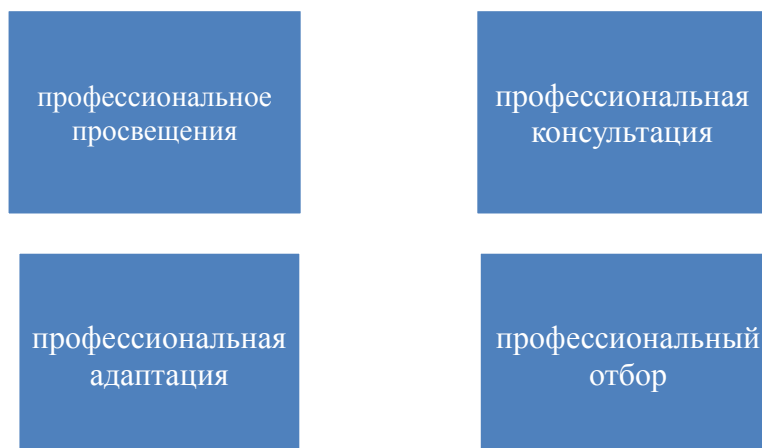 профессиональное
просвещения
профессиональная
консультация
профессиональная
адаптация
профессиональный
отбор